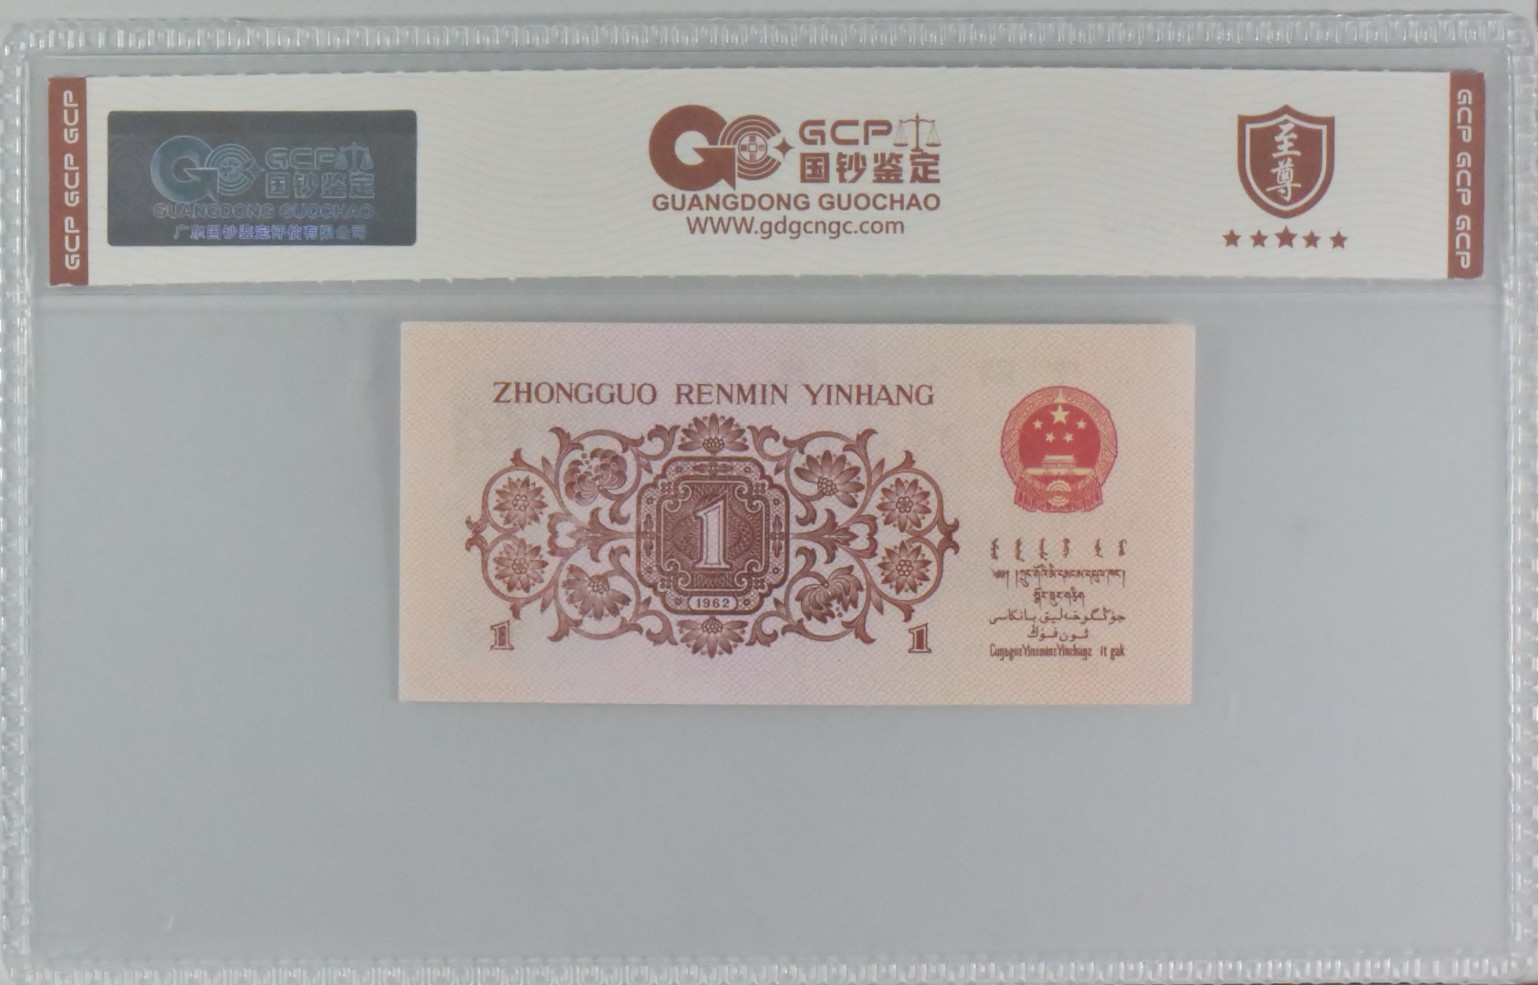 GCP GCP GCP
GCP
国钞鉴定
GUANGDONG GUOCHAO
广东国钞鉴定评估有限公司
GCP
国钞鉴定
GUANGDONG GUOCHAO
WWW.gdgcngc.com
至尊
GCP GCP GCP
ZHONGGUO RENMIN YINHANG
1
1962
1
1
جۇڭگوخەلىق بانكاسى